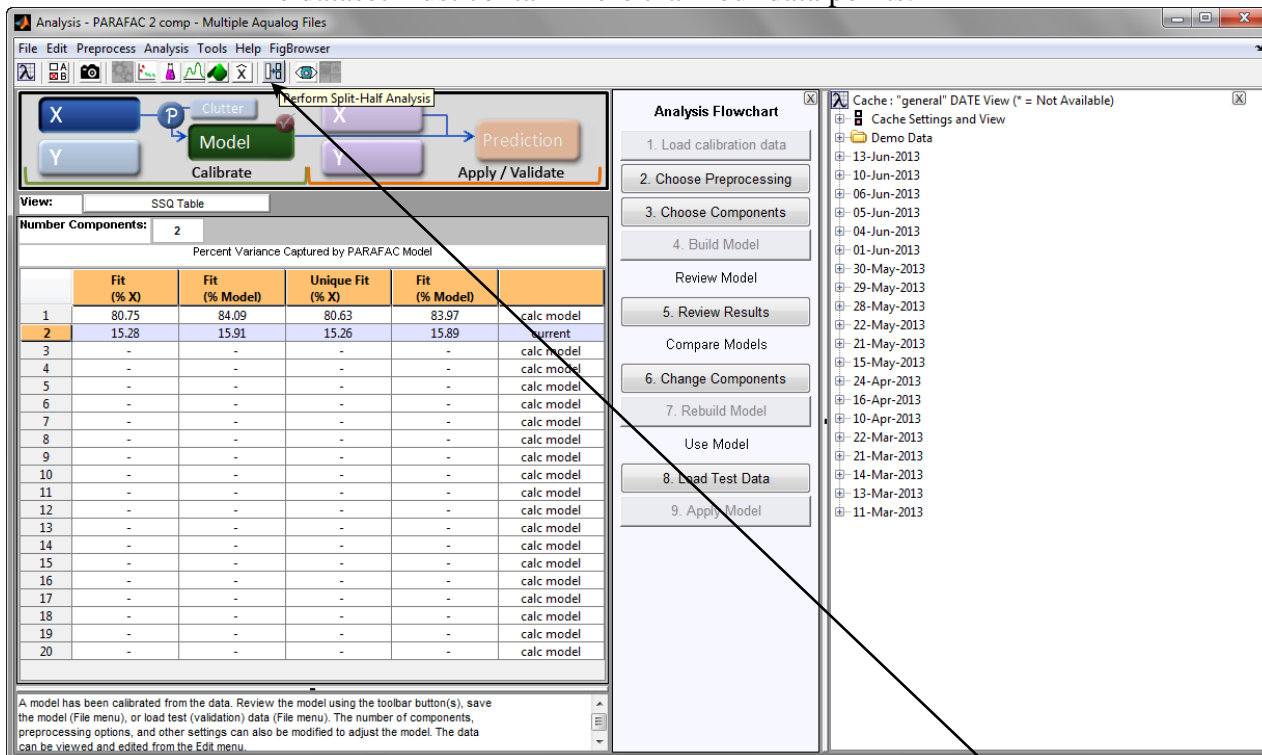 dataset must contain more than four data points.
Analysis - PARAFAC 2 comp - Multiple Aqualog Files
File Edit Preprocess Analysis Tools Help FigBrowser
Perform Split-Half Analysis
X
P
Clutter
X
Model
Prediction
Y
Y
Calibrate
Apply / Validate
View:
SSQ Table
Number Components:
2
Percent Variance Captured by PARAFAC Model
Fit (% X) Fit (% Model) Unique Fit (% X) Fit (% Model)
1 80.75 84.09 80.63 83.97 calc model
2 15.28 15.91 15.26 15.89 current
3 - - - - calc model
4 - - - - calc model
5 - - - - calc model
6 - - - - calc model
7 - - - - calc model
8 - - - - calc model
9 - - - - calc model
10 - - - - calc model
11 - - - - calc model
12 - - - - calc model
13 - - - - calc model
14 - - - - calc model
15 - - - - calc model
16 - - - - calc model
17 - - - - calc model
18 - - - - calc model
19 - - - - calc model
20 - - - - calc model
A model has been calibrated from the data. Review the model using the toolbar button(s), save
the model (File menu), or load test (validation) data (File menu). The number of components,
preprocessing options, and other settings can also be modified to adjust the model. The data
can be viewed and edited from the Edit menu.
Analysis Flowchart
1. Load calibration data
2. Choose Preprocessing
3. Choose Components
4. Build Model
Review Model
5. Review Results
Compare Models
6. Change Components
7. Rebuild Model
Use Model
8. Load Test Data
9. Apply Model
Cache : "general" DATE View (* = Not Available)
Cache Settings and View
Demo Data
13-Jun-2013
10-Jun-2013
06-Jun-2013
05-Jun-2013
04-Jun-2013
01-Jun-2013
30-May-2013
29-May-2013
28-May-2013
22-May-2013
21-May-2013
15-May-2013
24-Apr-2013
16-Apr-2013
10-Apr-2013
22-Mar-2013
21-Mar-2013
14-Mar-2013
13-Mar-2013
11-Mar-2013